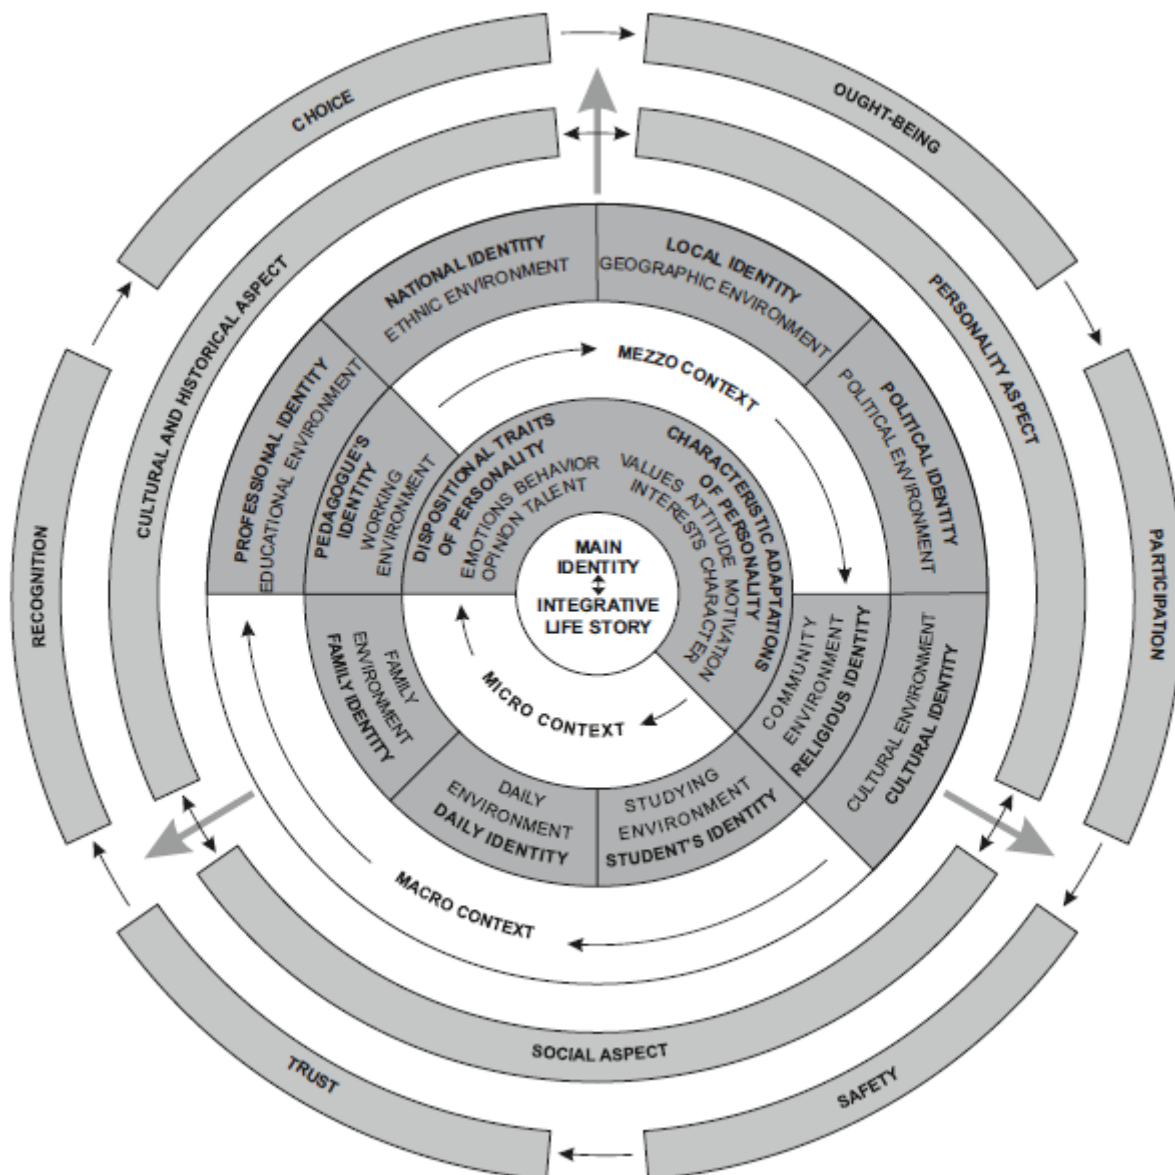 CHOICE
OUGHT-BEING
PARTICIPATION
SAFETY
TRUST
RECOGNITION
CULTURAL AND HISTORICAL ASPECT
PERSONALITY ASPECT
SOCIAL ASPECT
NATIONAL IDENTITY
ETHNIC ENVIRONMENT
LOCAL IDENTITY
GEOGRAPHIC ENVIRONMENT
POLITICAL IDENTITY
POLITICAL ENVIRONMENT
CULTURAL ENVIRONMENT
CULTURAL IDENTITY
PROFESSIONAL IDENTITY
EDUCATIONAL ENVIRONMENT
PEDAGOGUE'S
IDENTITY
WORKING
ENVIRONMENT
MEZZO CONTEXT
COMMUNITY
ENVIRONMENT
RELIGIOUS IDENTITY
STUDYING
ENVIRONMENT
STUDENT'S IDENTITY
DAILY
ENVIRONMENT
DAILY IDENTITY
FAMILY
ENVIRONMENT
FAMILY IDENTITY
MACRO CONTEXT
DISPOSITIONAL TRAITS
OF PERSONALITY
EMOTIONS BEHAVIOR
OPINION TALENT
CHARACTERISTIC ADAPTATIONS
OF PERSONALITY
VALUES ATTITUDE MOTIVATION
INTERESTS CHARACTER
MICRO CONTEXT
MAIN
IDENTITY
INTEGRATIVE
LIFE STORY